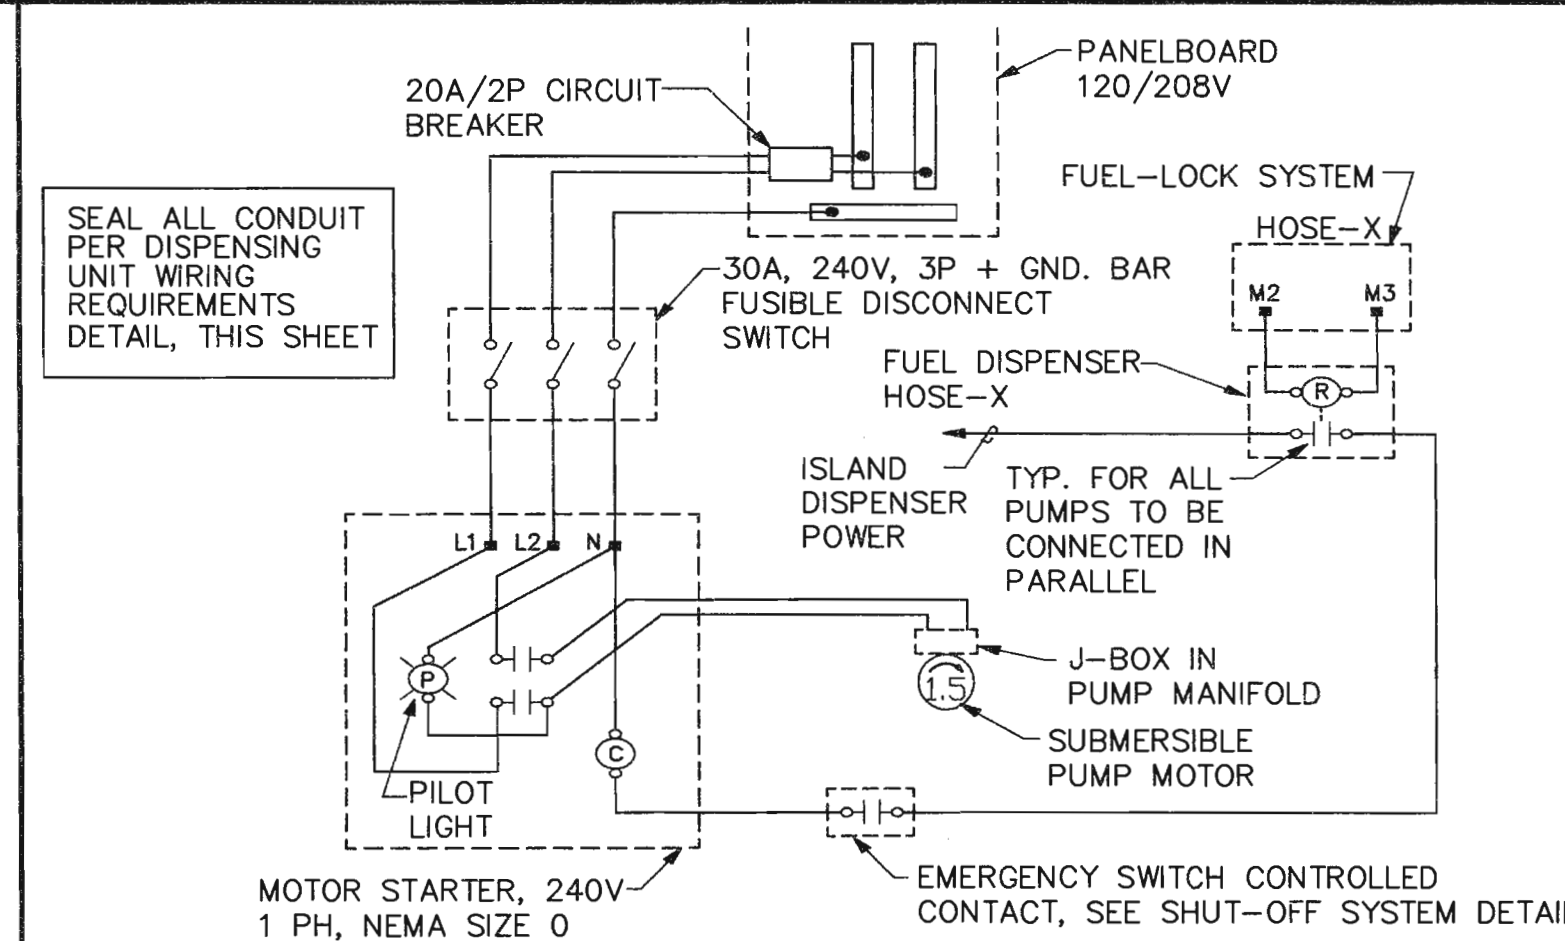 PANELBOARD
120/208V
20A/2P CIRCUIT
BREAKER
FUEL-LOCK SYSTEM
HOSE-X
M2 M3
SEAL ALL CONDUIT
PER DISPENSING
UNIT WIRING
REQUIREMENTS
DETAIL, THIS SHEET
30A, 240V, 3P + GND. BAR
FUSIBLE DISCONNECT
SWITCH
FUEL DISPENSER
HOSE-X
R
ISLAND
DISPENSER
POWER
TYP. FOR ALL
PUMPS TO BE
CONNECTED IN
PARALLEL
L1 L2 N
P
1.5
J-BOX IN
PUMP MANIFOLD
SUBMERSIBLE
PUMP MOTOR
C
PILOT
LIGHT
MOTOR STARTER, 240V
1 PH, NEMA SIZE 0
EMERGENCY SWITCH CONTROLLED
CONTACT, SEE SHUT-OFF SYSTEM DETAI